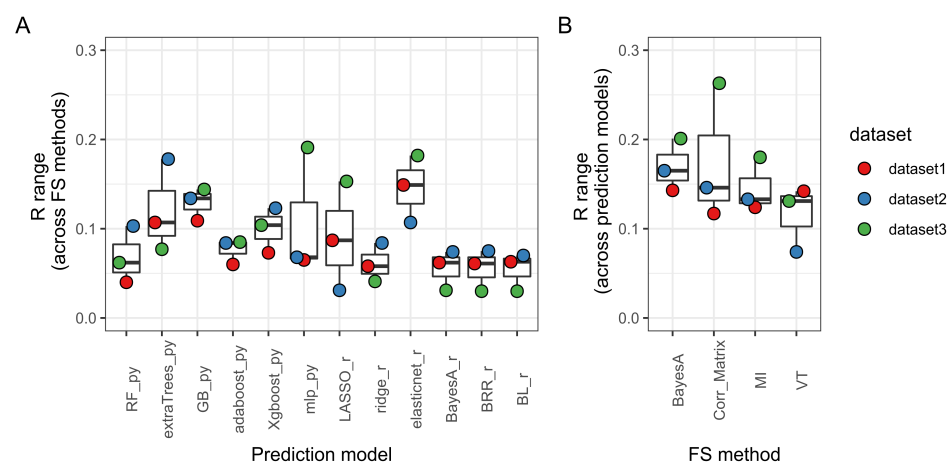 A
R range
(across FS methods)
0.3
0.2
0.1
0.0
RF_py
extraTrees_py
GB_py
adaboost_py
Xgboost_py
mlp_py
LASSO_r
ridge_r
elasticnet_r
BayesA_r
BRR_r
BL_r
Prediction model
B
R range
(across prediction models)
0.3
0.2
0.1
0.0
BayesA
Corr_Matrix
MI
VT
FS method
dataset
dataset1
dataset2
dataset3